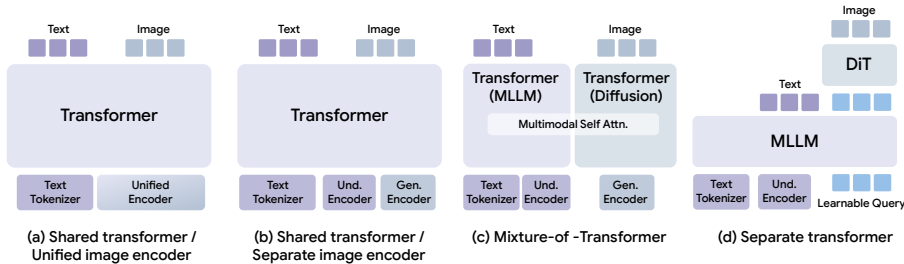 Text
Image
Transformer
Text
Tokenizer
Unified
Encoder
(a) Shared transformer /
Unified image encoder
Text
Image
Transformer
Text
Tokenizer
Und.
Encoder
Gen.
Encoder
(b) Shared transformer /
Separate image encoder
Text
Image
Transformer
(MLLM)
Transformer
(Diffusion)
Multimodal Self Attn.
Text
Tokenizer
Und.
Encoder
Gen.
Encoder
(c) Mixture-of -Transformer
Image
DiT
Text
MLLM
Text
Tokenizer
Und.
Encoder
Learnable Query
(d) Separate transformer